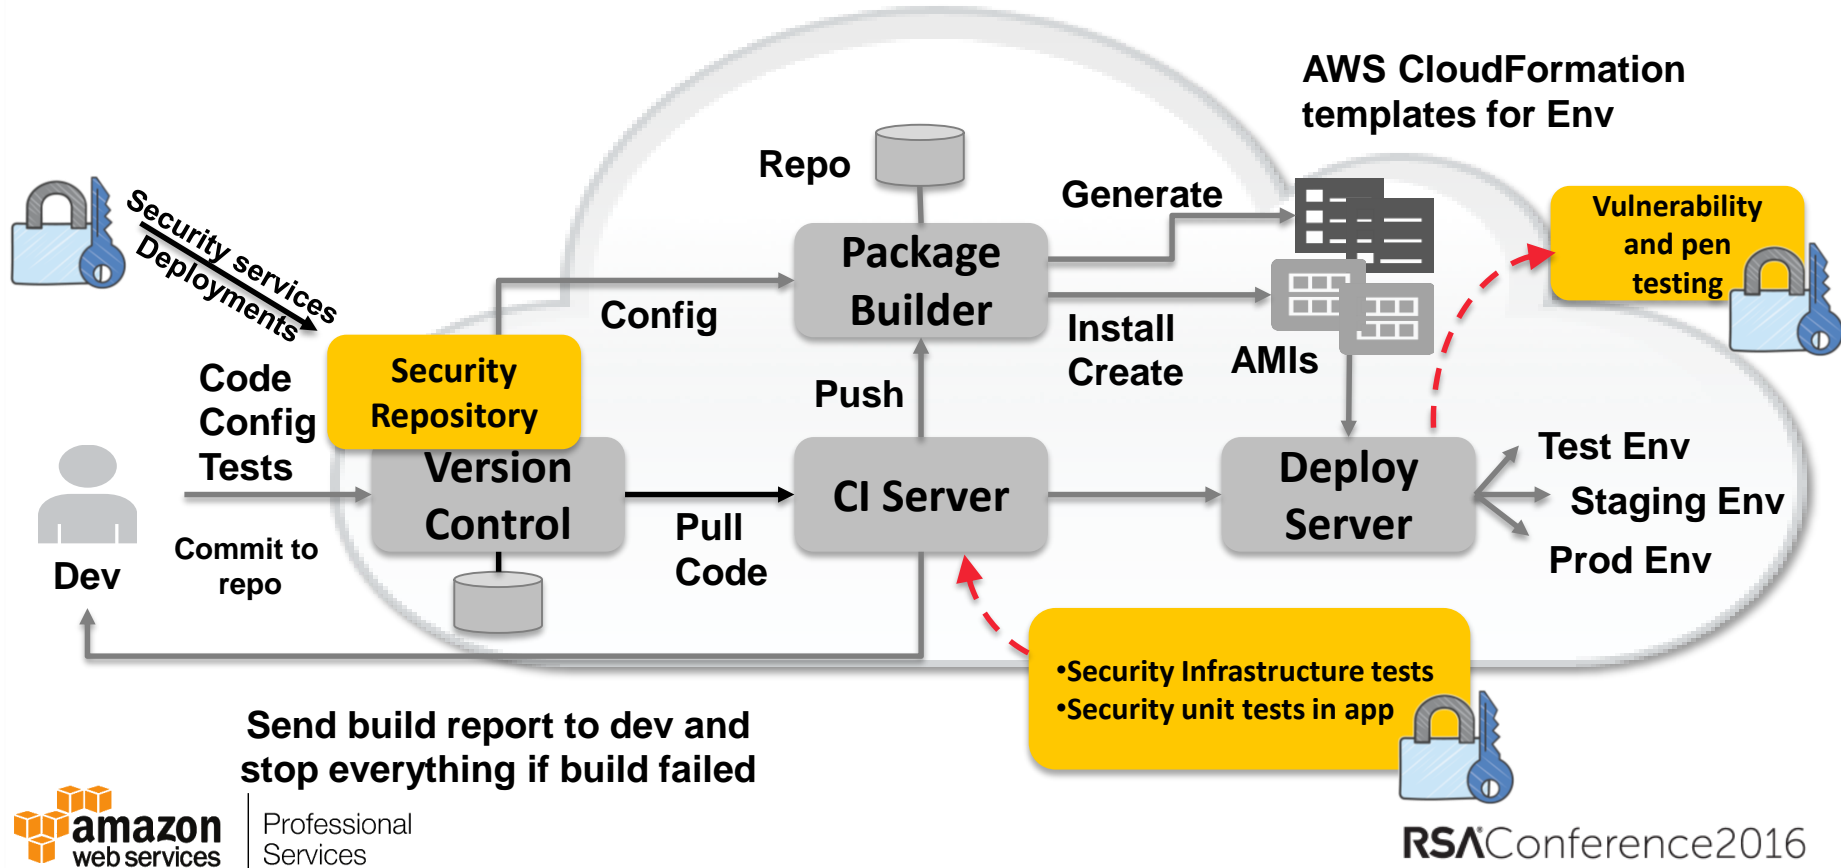 AWS CloudFormation
templates for Env
Repo
Generate
Security services
Deployments
Vulnerability
and pen
testing
Package
Builder
Config
Install
Create
AMIs
Security
Repository
Code
Config
Tests
Push
Version
Control
CI Server
Deploy
Server
Test Env
Staging Env
Prod Env
Pull
Code
Commit to
repo
Dev
•Security Infrastructure tests
•Security unit tests in app
Send build report to dev and
stop everything if build failed
amazon
web services
Professional
Services
RSAConference2016